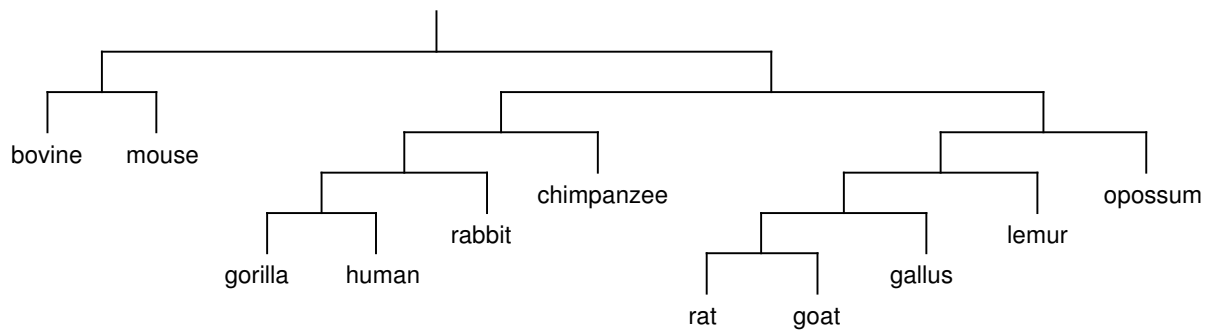 bovine mouse
chimpanzee opossum
rabbit lemur
gorilla human gallus
rat goat